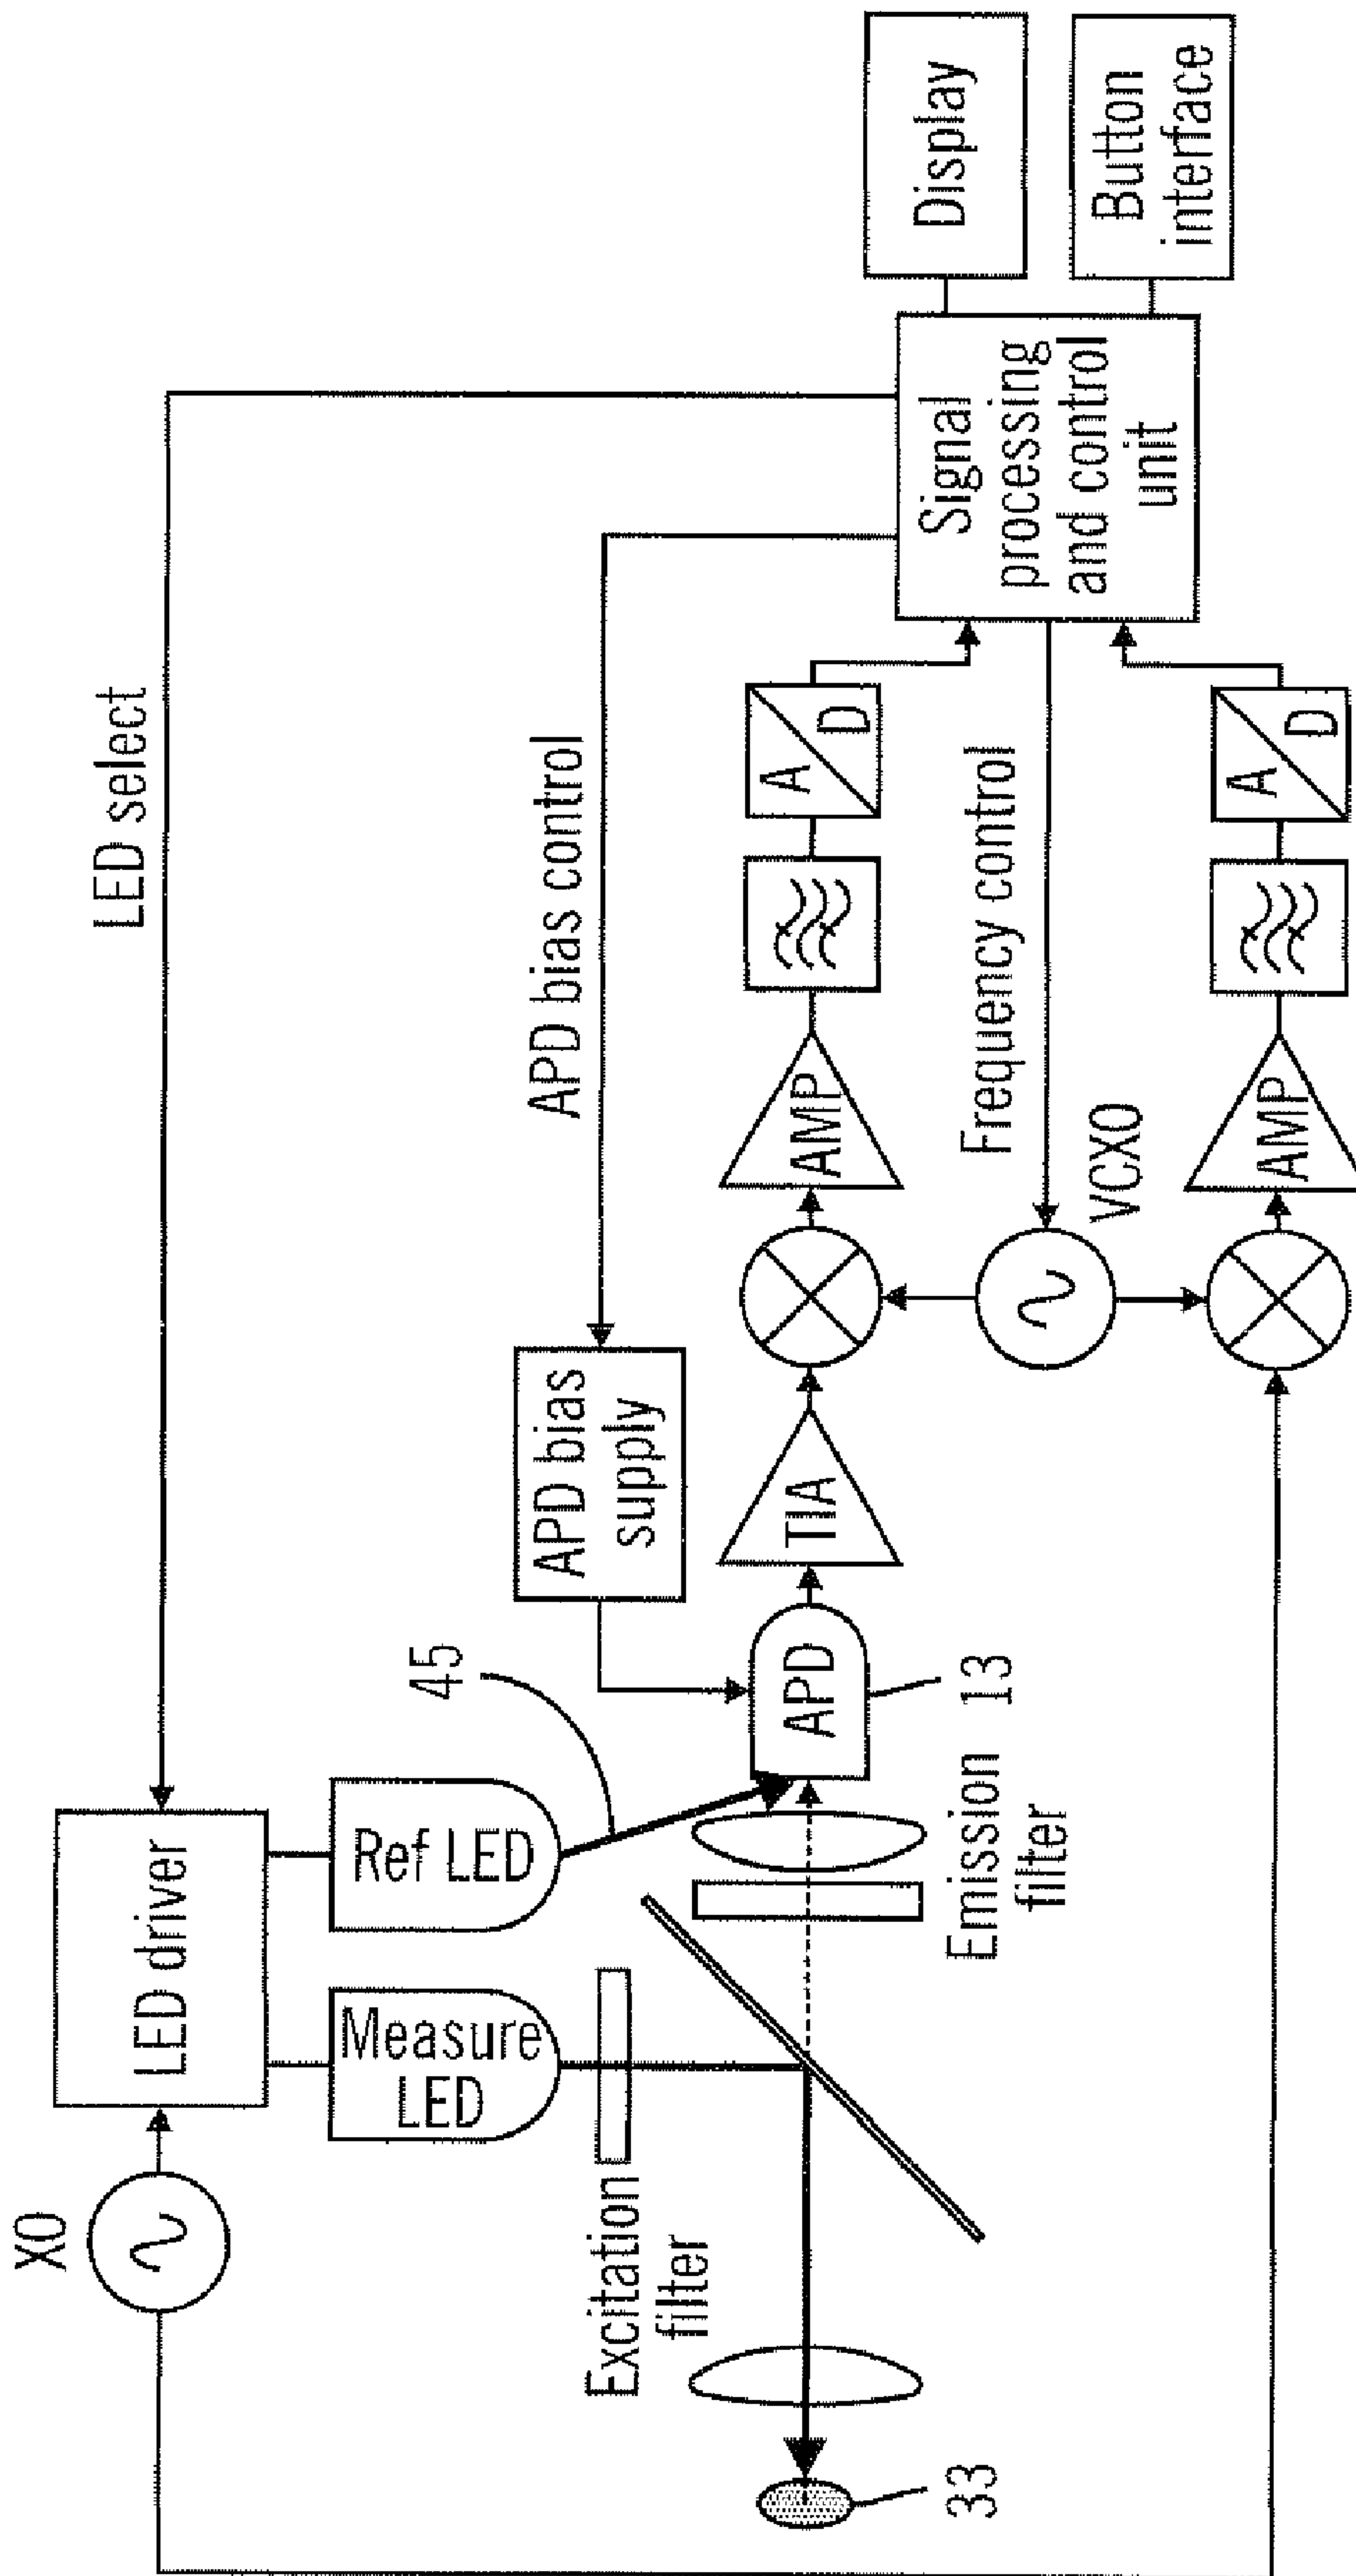 XO
LED driver
LED select
Measure
LED
Ref LED
45
Excitation
filter
APD bias
supply
APD bias control
33
APD
13
TIA
AMP
A
D
Emission
filter
Frequency control
VCXO
AMP
A
D
Signal
processing
and control
unit
Display
Button
interface